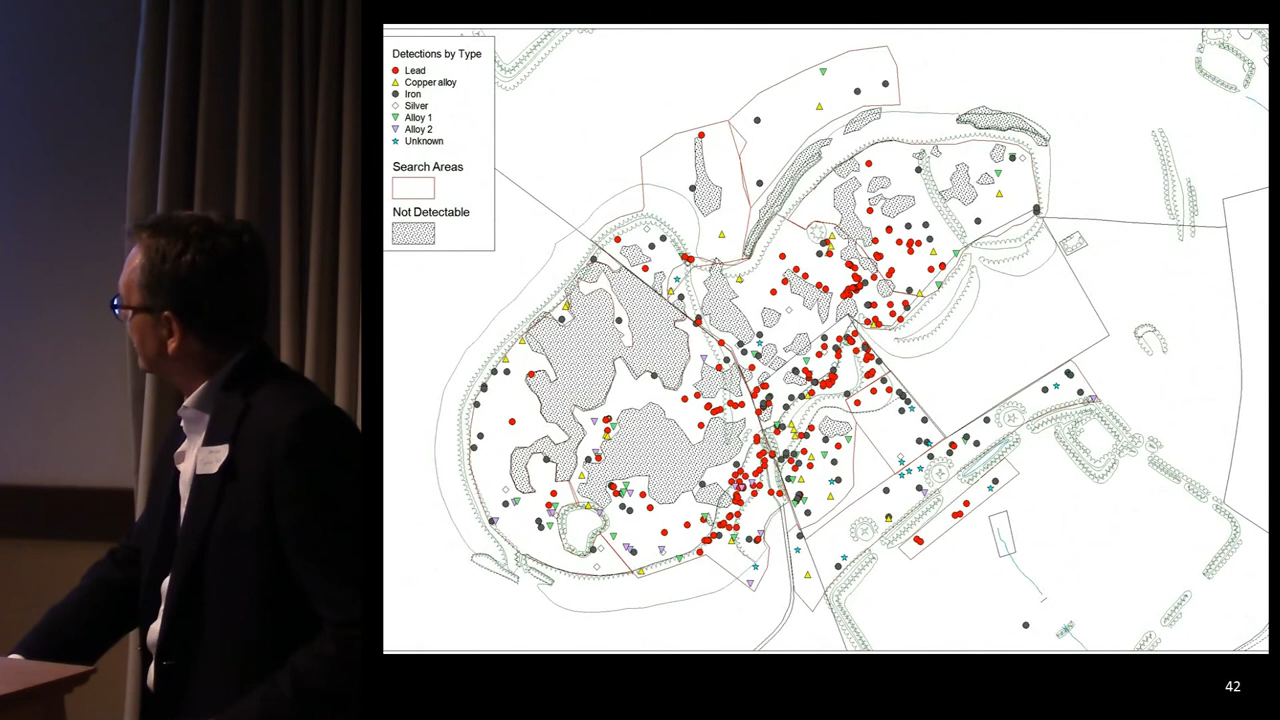 Detections by Type
Lead
Copper alloy
Iron
Silver
Alloy 1
Alloy 2
Unknown
Search Areas
Not Detectable
42